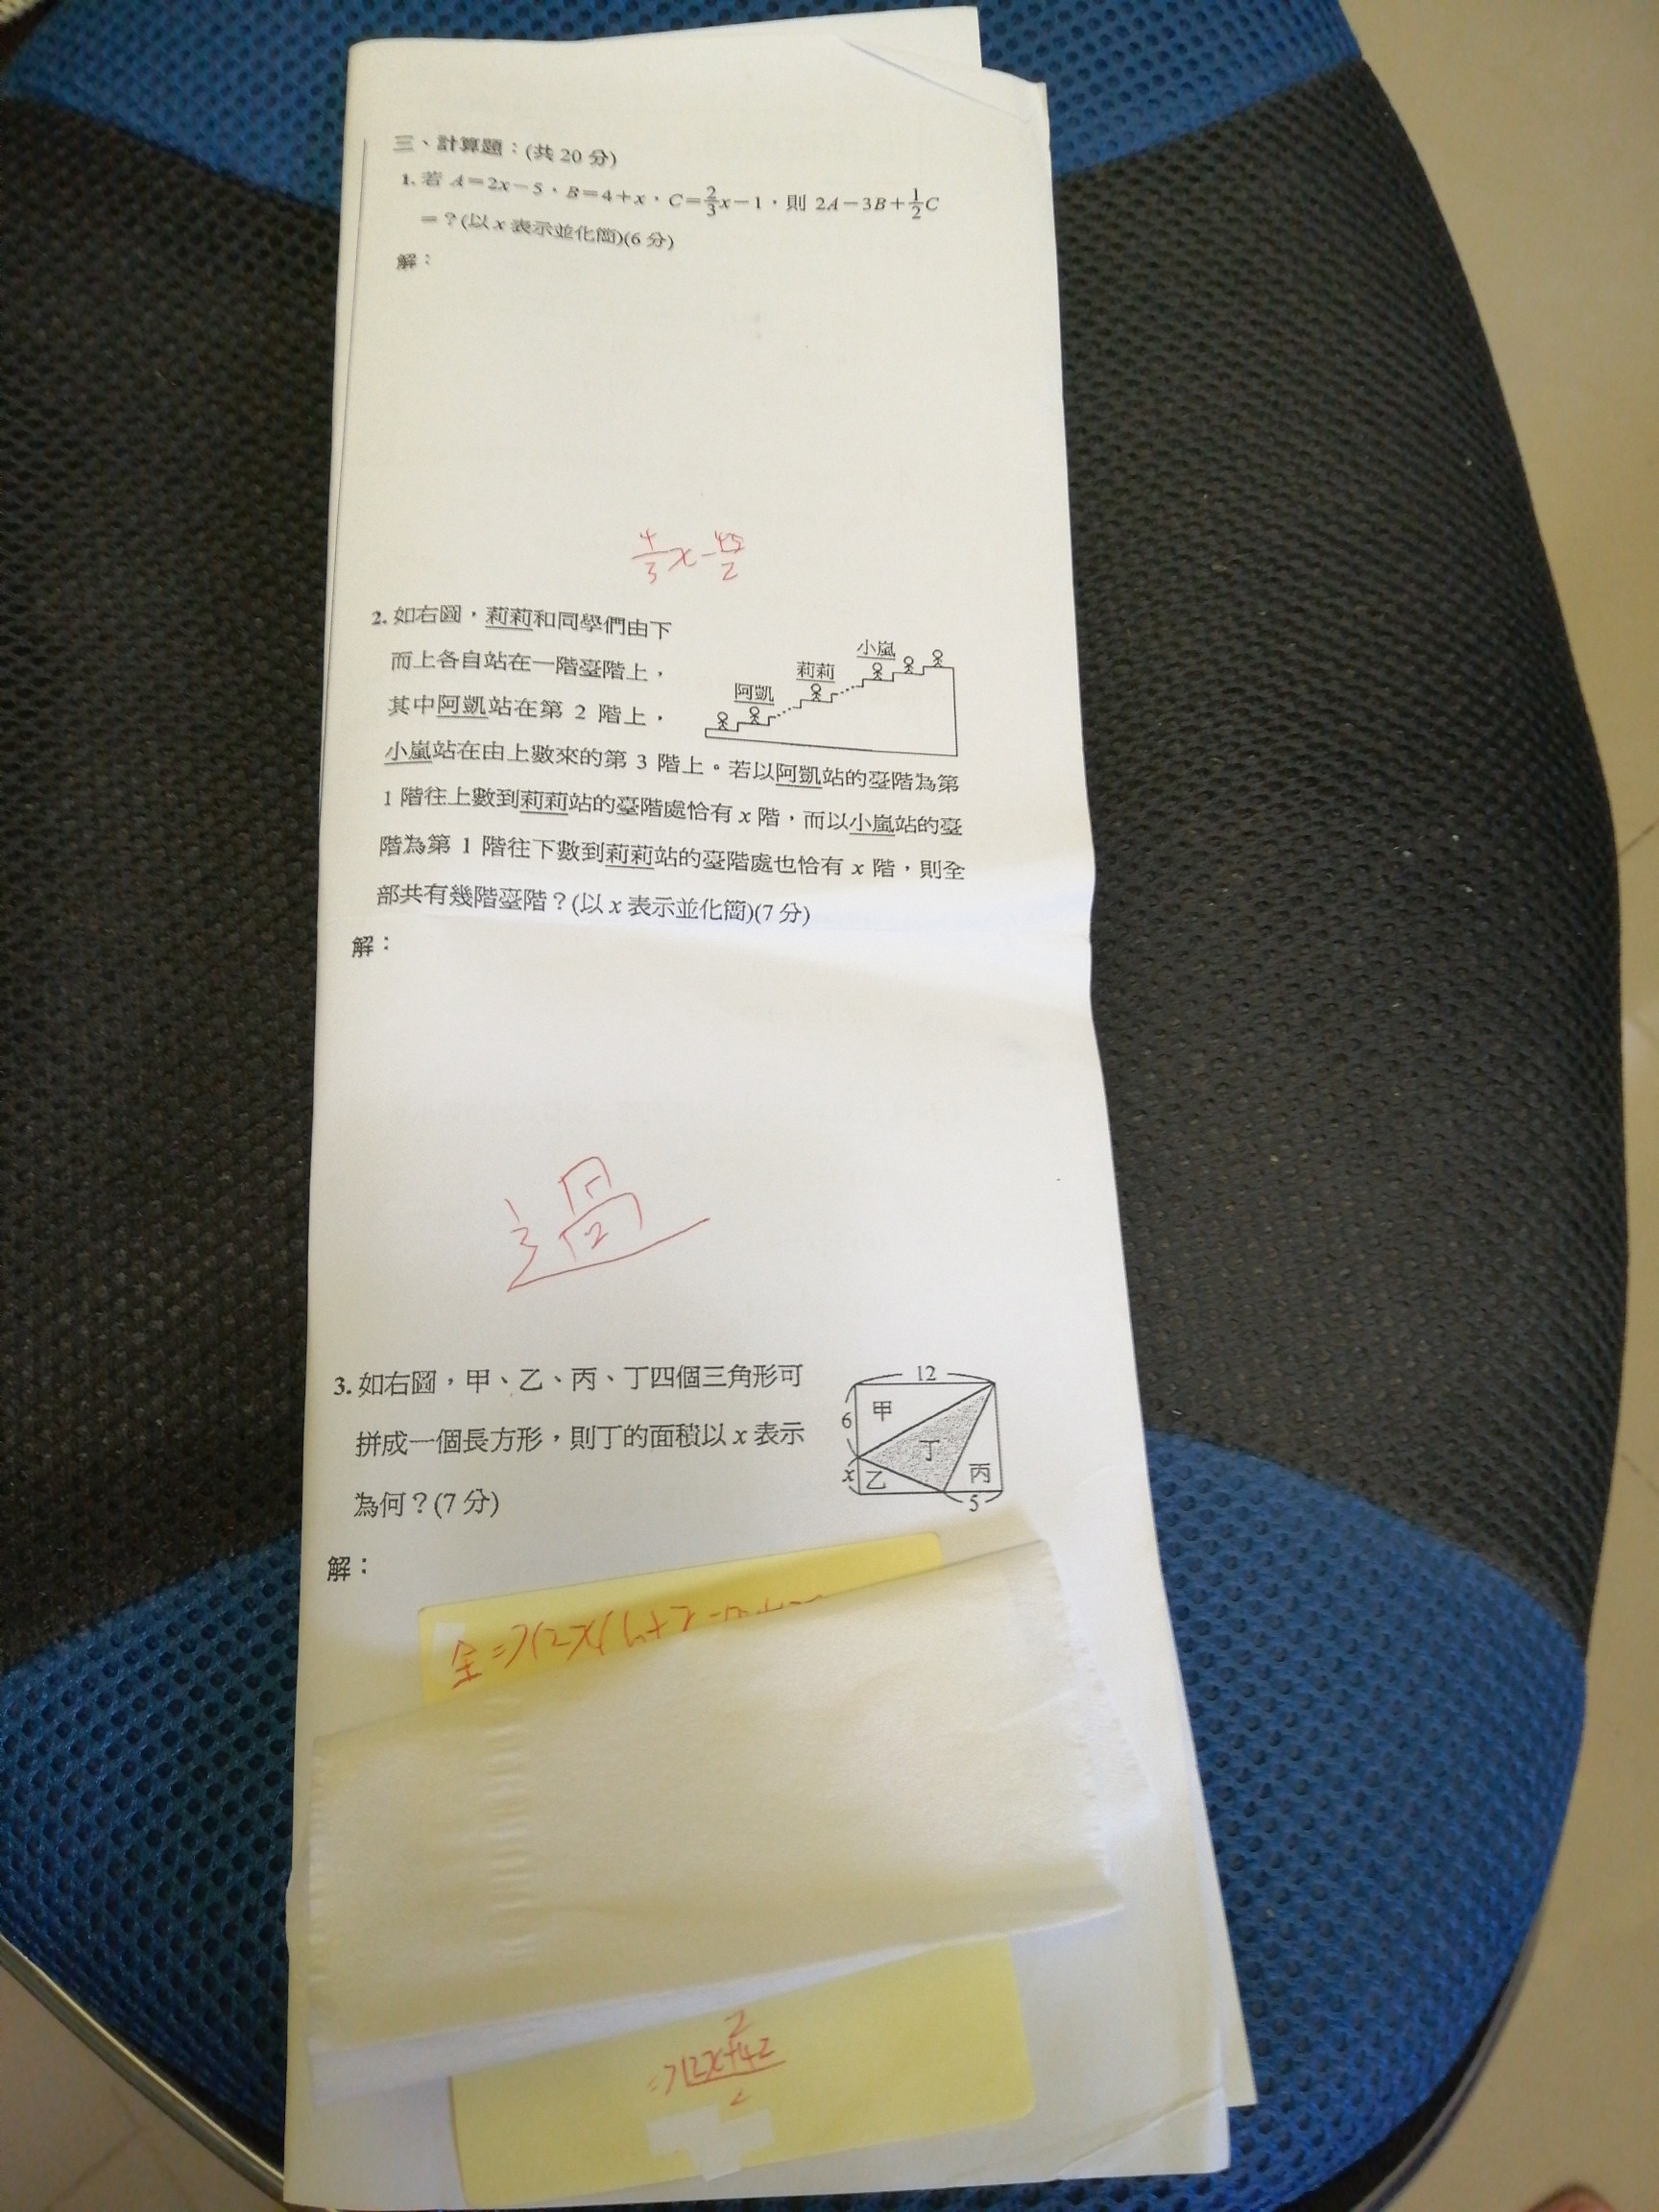 三、計算題：(共 20 分)
1. 若 A=2x－5，B=4+x，C=2/3x－1，則 2A－3B+1/2C
=？(以 x 表示並化簡)(6 分)
解：
4/3x-45/2
2. 如右圖，莉莉和同學們由下
而上各自站在一階臺階上，
其中阿凱站在第 2 階上，
小嵐站在由上數來的第 3 階上。若以阿凱站的臺階為第
1 階往上數到莉莉站的臺階處恰有 x 階，而以小嵐站的臺
階為第 1 階往下數到莉莉站的臺階處也恰有 x 階，則全
部共有幾階臺階？(以 x 表示並化簡)(7 分)
小嵐
莉莉
阿凱
解：
過
3. 如右圖，甲、乙、丙、丁四個三角形可
拼成一個長方形，則丁的面積以 x 表示
為何？(7 分)
12
6
甲
丁
x
乙
丙
5
解：